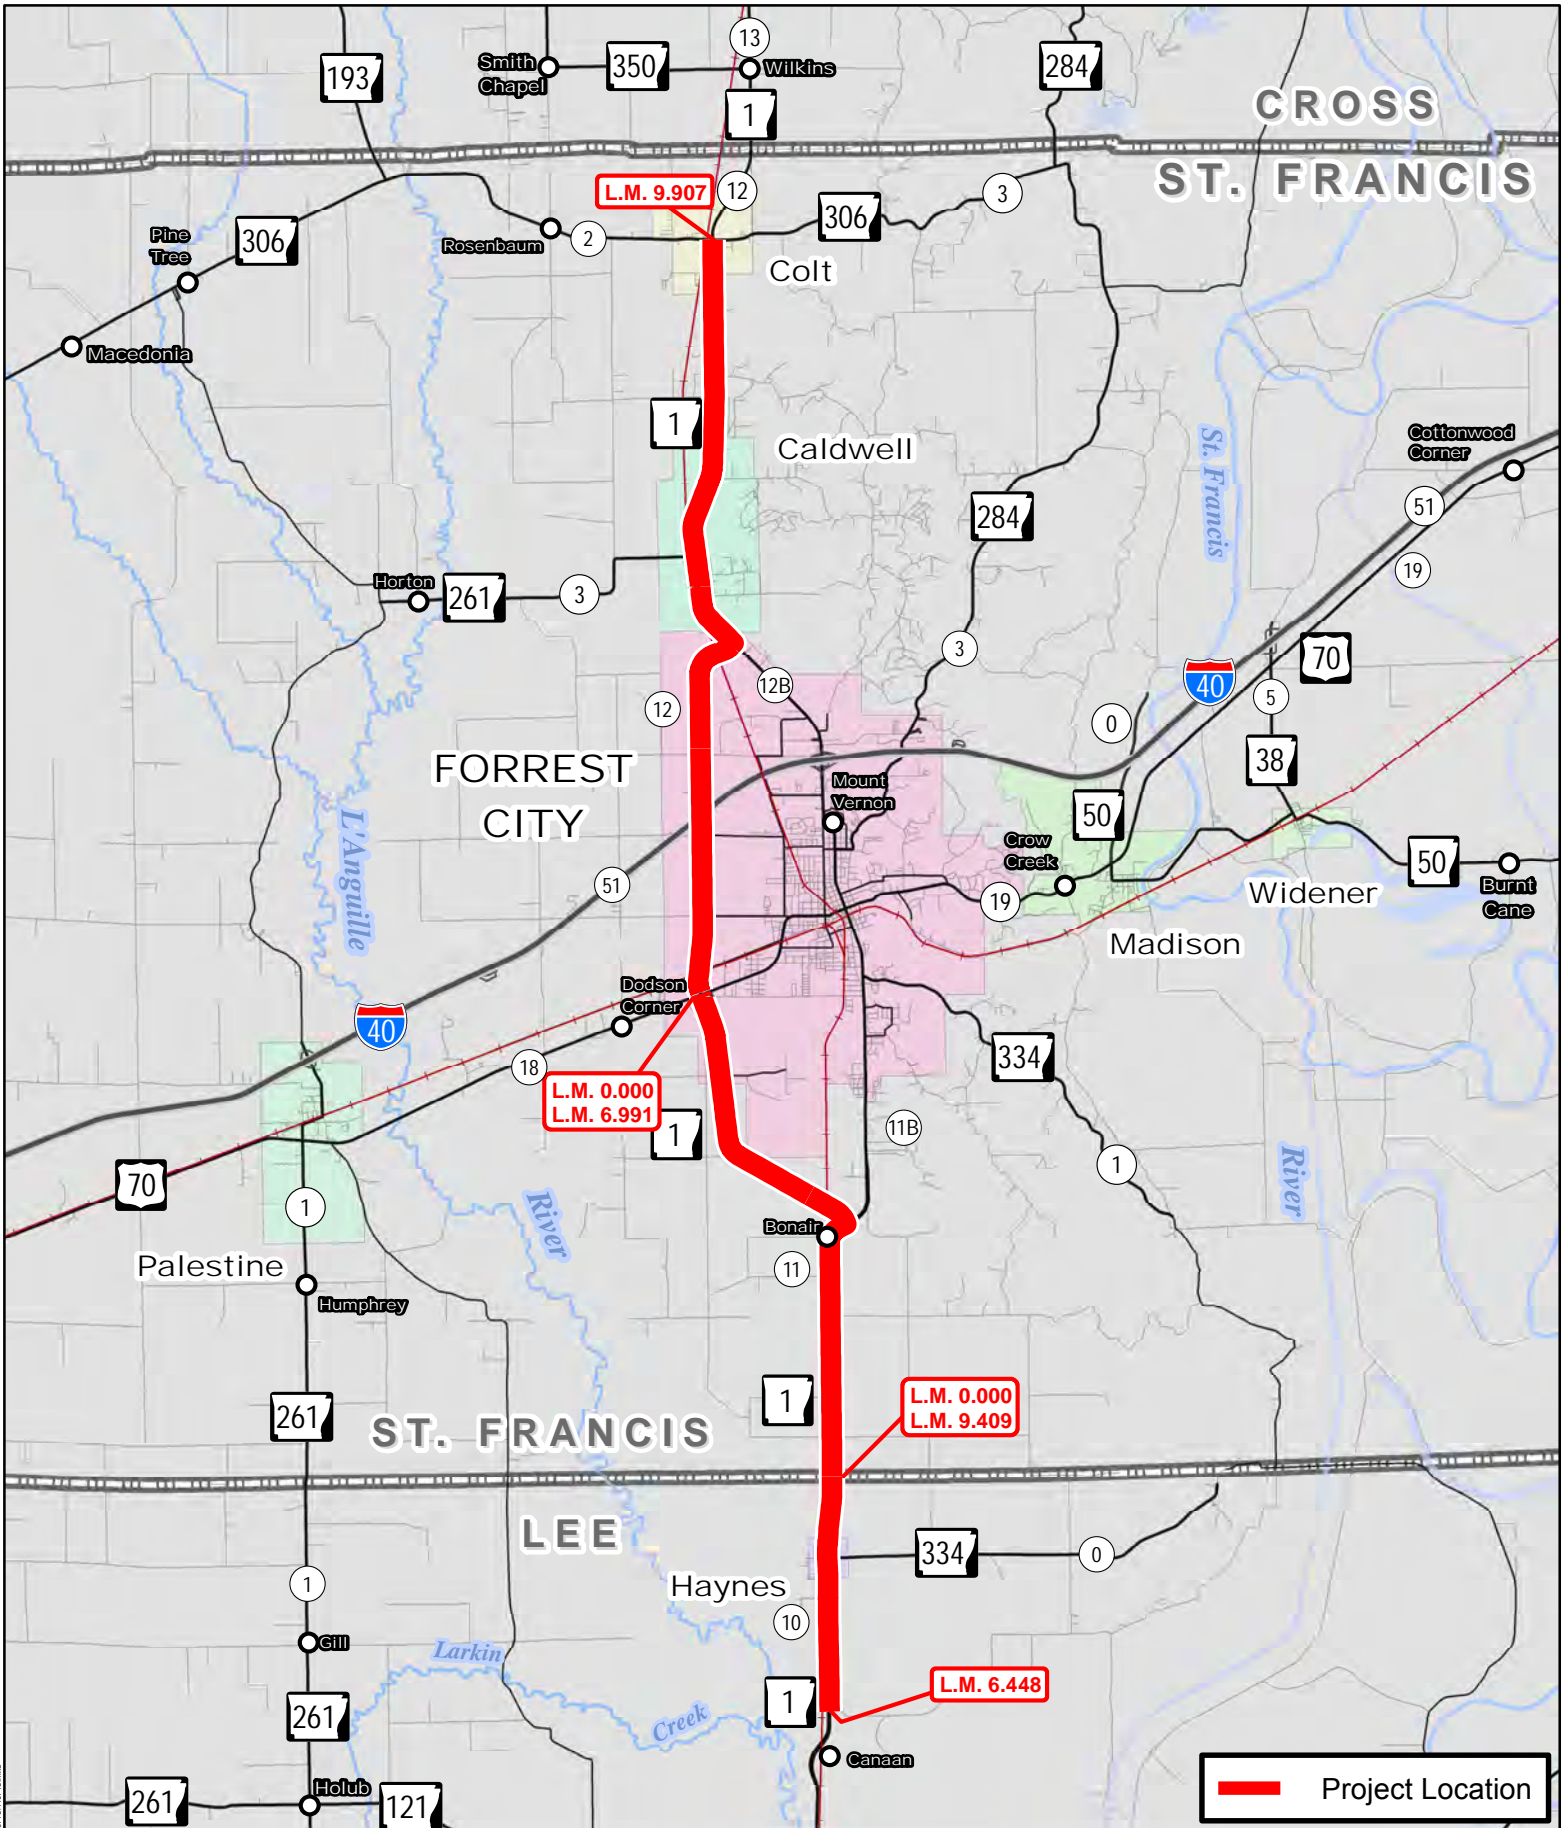 13
Smith
Chapel
350
Wilkins
193
284
1
CROSS
ST. FRANCIS
L.M. 9.907
12
3
306
Pine
Tree
306
Rosenbaum
2
Colt
Macedonia
1
Caldwell
St. Francis
Cottonwood
Corner
51
284
19
Horton
261
3
3
70
40
12B
12
5
0
FORREST
CITY
38
Mount
Vernon
50
L'Anguille
Crow
Creek
50
51
Widener
Burnt
Cane
19
Madison
Dodson
Corner
40
334
18
L.M. 0.000
L.M. 6.991
1
11B
1
River
70
1
River
Bonair
Palestine
11
Humphrey
1
L.M. 0.000
L.M. 9.409
261
ST. FRANCIS
LEE
334
0
Haynes
1
10
Gill
Larkin
L.M. 6.448
1
261
Creek
Canaan
Holub
261
121
Project Location